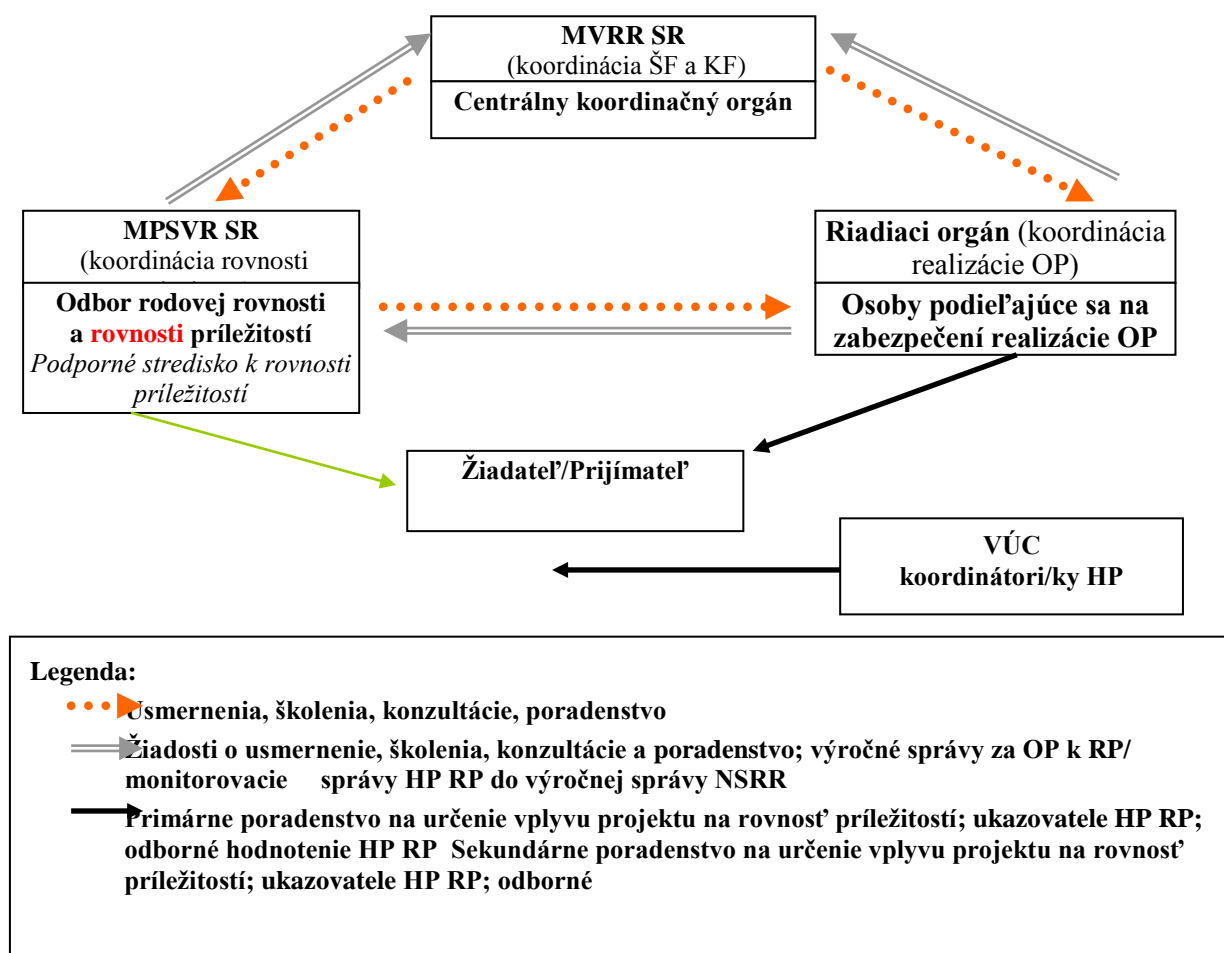 MVRR SR
(koordinácia ŠF a KF)
Centrálny koordinačný orgán
MPSVR SR
(koordinácia rovnosti
Odbor rodovej rovnosti
a rovnosti príležitostí
Podporné stredisko k rovnosti
príležitostí
Riadiaci orgán (koordinácia
realizácie OP)
Osoby podieľajúce sa na
zabezpečení realizácie OP
Žiadateľ/Prijímateľ
VÚC
koordinátori/ky HP
Legenda:
Usmernenia, školenia, konzultácie, poradenstvo
Žiadosti o usmernenie, školenia, konzultácie a poradenstvo; výročné správy za OP k RP/
monitorovacie správy HP RP do výročnej správy NSRR
Primárne poradenstvo na určenie vplyvu projektu na rovnosť príležitostí; ukazovatele HP RP;
odborné hodnotenie HP RP Sekundárne poradenstvo na určenie vplyvu projektu na rovnosť
príležitostí; ukazovatele HP RP; odborné